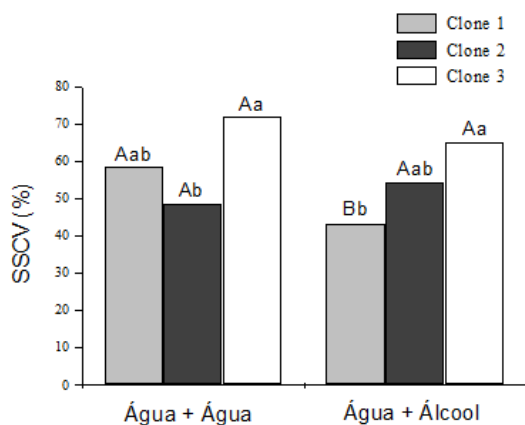 Clone 1
Clone 2
Clone 3
SSCV (%)
80
70
60
50
40
30
20
10
0
Aab
Ab
Aa
Bb
Aab
Aa
Água + Água
Água + Álcool